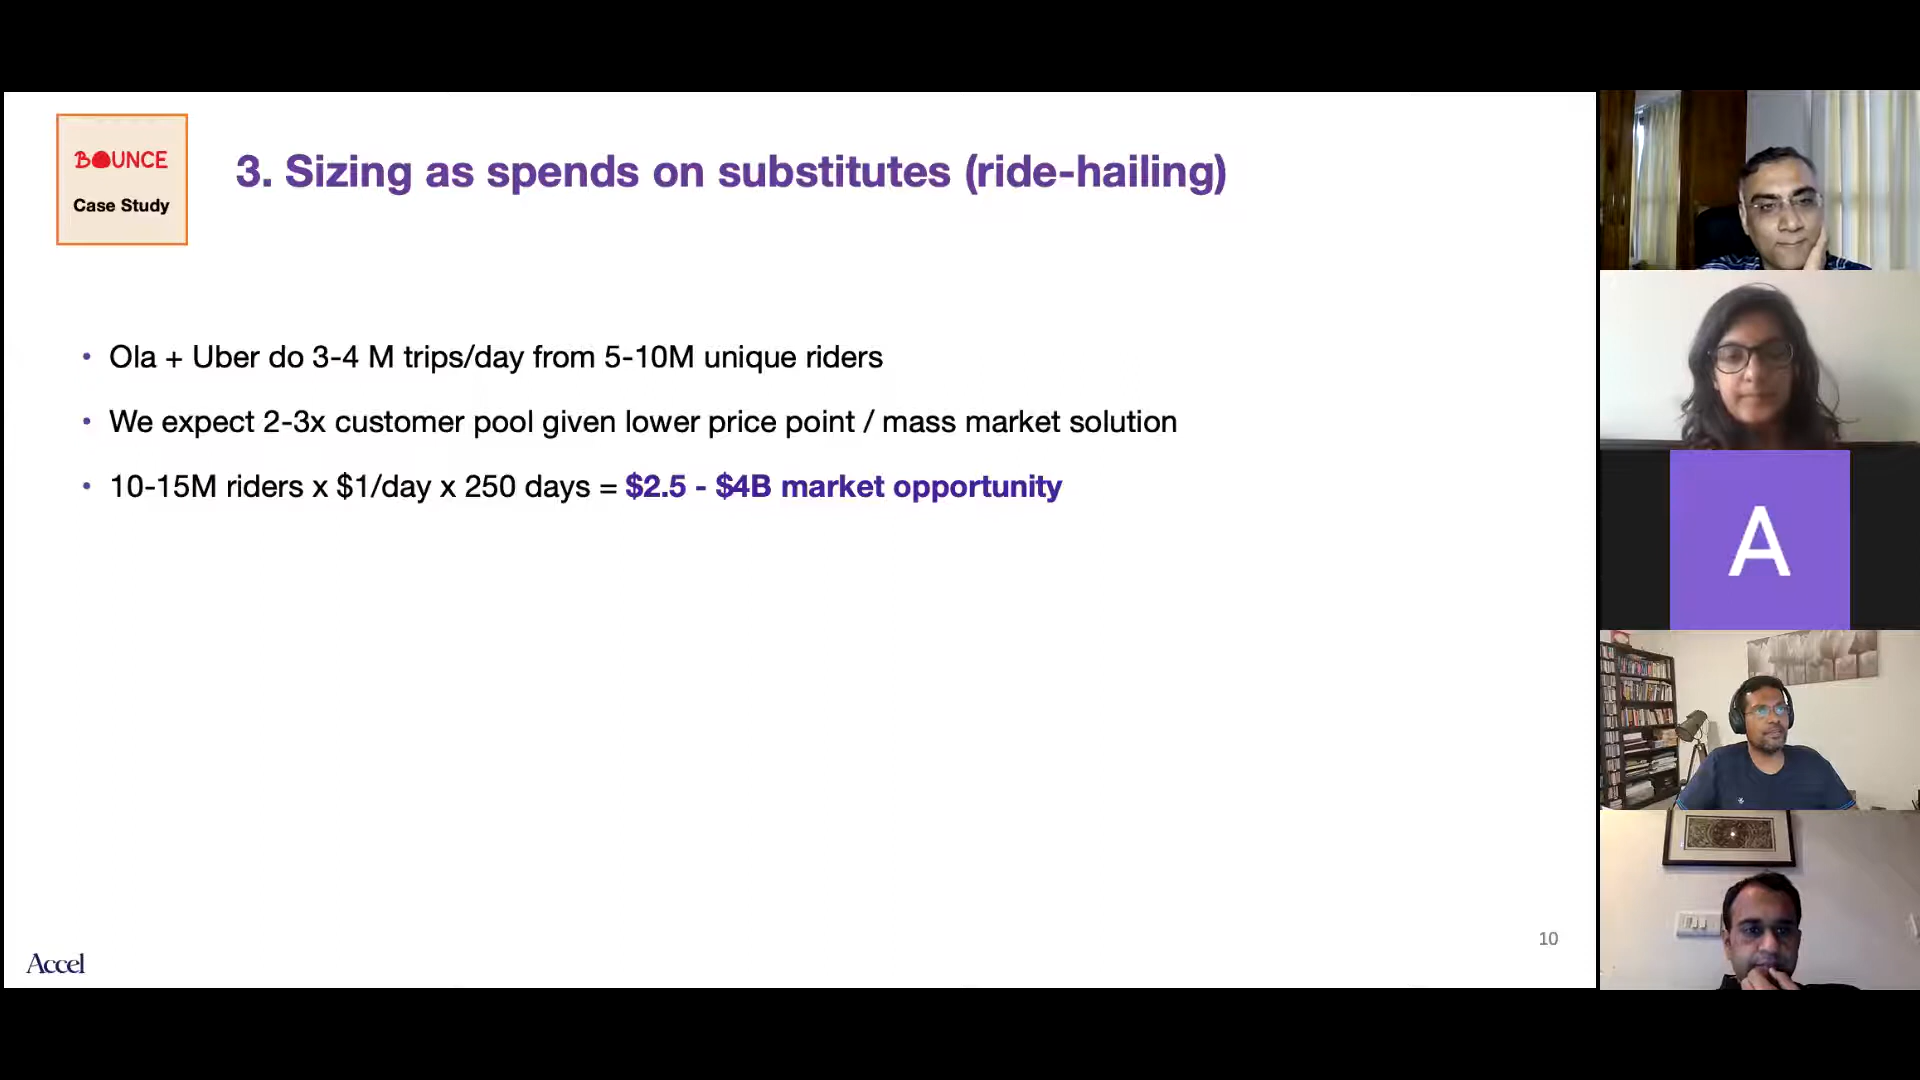 BOUNCE
Case Study
3. Sizing as spends on substitutes (ride-hailing)
• Ola + Uber do 3-4 M trips/day from 5-10M unique riders
• We expect 2-3x customer pool given lower price point / mass market solution
• 10-15M riders x $1/day x 250 days = $2.5 - $4B market opportunity
A
10
Accel